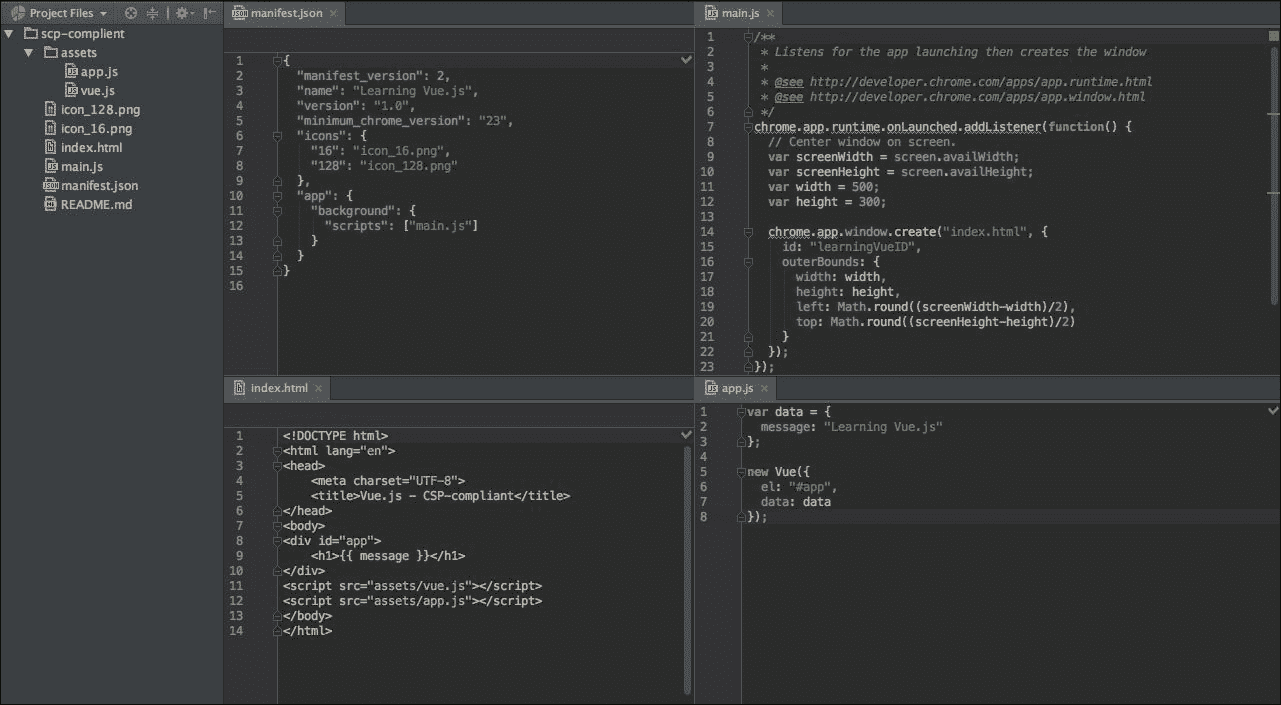 Project Files
scp-complient
assets
app.js
vue.js
icon_128.png
icon_16.png
index.html
main.js
manifest.json
README.md
manifest.json
1 {
2 "manifest_version": 2,
3 "name": "Learning Vue.js",
4 "version": "1.0",
5 "minimum_chrome_version": "23",
6 "icons": {
7 "16": "icon_16.png",
8 "128": "icon_128.png"
9 },
10 "app": {
11 "background": {
12 "scripts": ["main.js"]
13 }
14 }
15 }
16
main.js
1 /**
2 * Listens for the app launching then creates the window
3 *
4 * @see http://developer.chrome.com/apps/app.runtime.html
5 * @see http://developer.chrome.com/apps/app.window.html
6 */
7 chrome.app.runtime.onLaunched.addListener(function() {
8 // Center window on screen.
9 var screenWidth = screen.availWidth;
10 var screenHeight = screen.availHeight;
11 var width = 500;
12 var height = 300;
13
14 chrome.app.window.create("index.html", {
15 id: "learningVueID",
16 outerBounds: {
17 width: width,
18 height: height,
19 left: Math.round((screenWidth-width)/2),
20 top: Math.round((screenHeight-height)/2)
21 }
22 });
23 });
index.html
1 <!DOCTYPE html>
2 <html lang="en">
3 <head>
4 <meta charset="UTF-8">
5 <title>Vue.js - CSP-compliant</title>
6 </head>
7 <body>
8 <div id="app">
9 <h1>{{ message }}</h1>
10 </div>
11 <script src="assets/vue.js"></script>
12 <script src="assets/app.js"></script>
13 </body>
14 </html>
app.js
1 var data = {
2 message: "Learning Vue.js"
3 };
4
5 new Vue({
6 el: "#app",
7 data: data
8 });